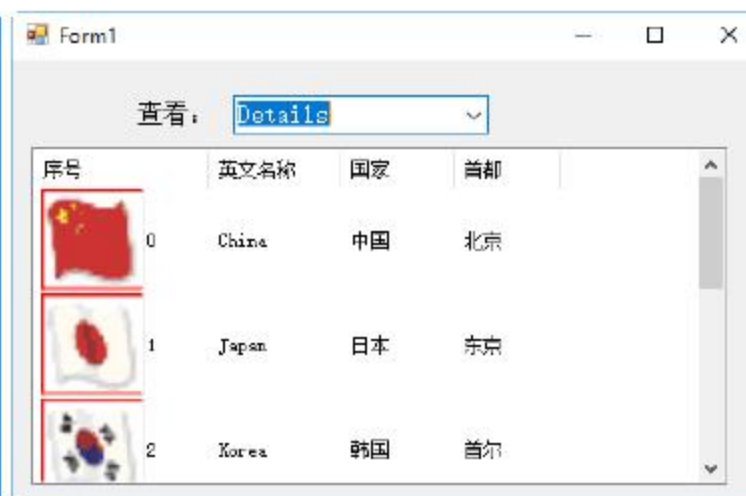 Form1
查看： Details
序号 英文名称 国家 首都
0 China 中国 北京
1 Japan 日本 东京
2 Korea 韩国 首尔